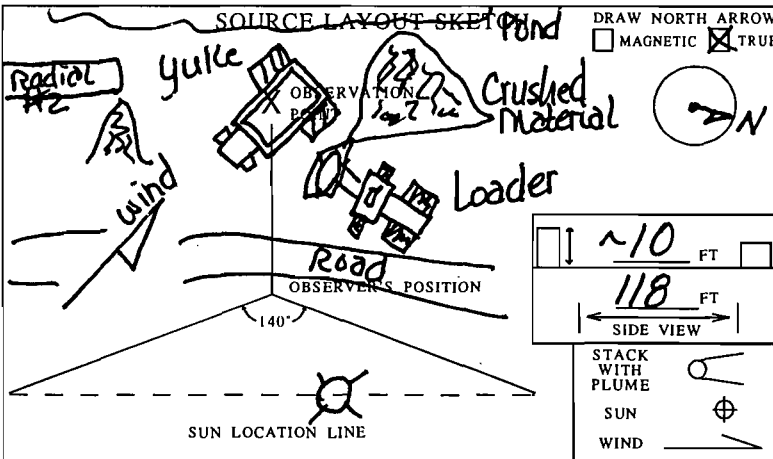 SOURCE LAYOUT SKETCH
Pond
DRAW NORTH ARROW
MAGNETIC TRUE
Radial
#2
Yuke
OBSERVATION
POINT
Crushed
Material
N
Wind
Loader
Road
OBSERVER'S POSITION
140°
~10 FT
118 FT
SIDE VIEW
STACK
WITH
PLUME
SUN
WIND
SUN LOCATION LINE